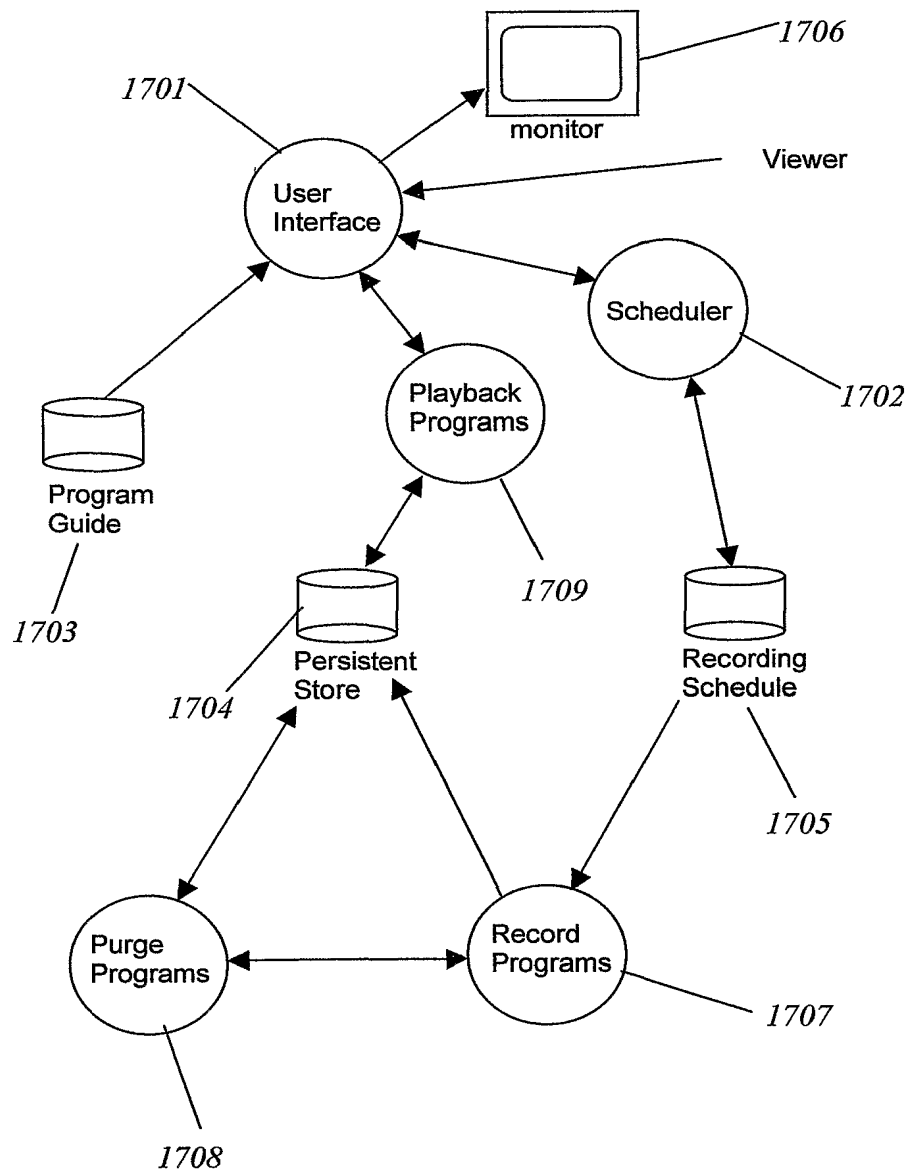 1706
1701
monitor
Viewer
User
Interface
Scheduler
1702
Playback
Programs
Program
Guide
1703
1709
Persistent
Store
1704
Recording
Schedule
1705
Purge
Programs
Record
Programs
1707
1708